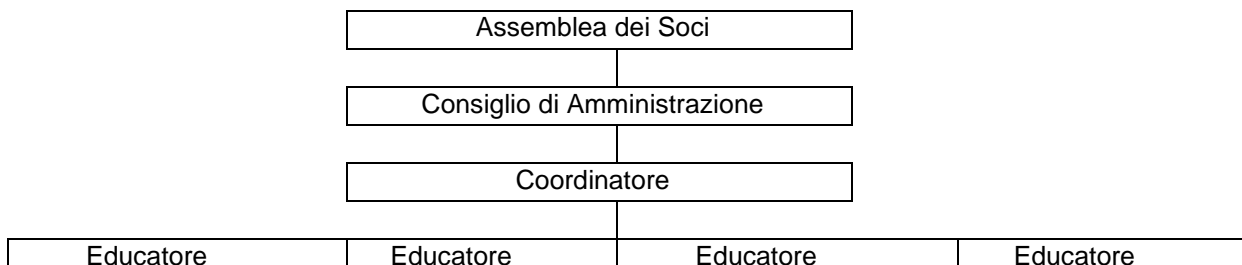 Assemblea dei Soci
Consiglio di Amministrazione
Coordinatore
Educatore Educatore Educatore Educatore